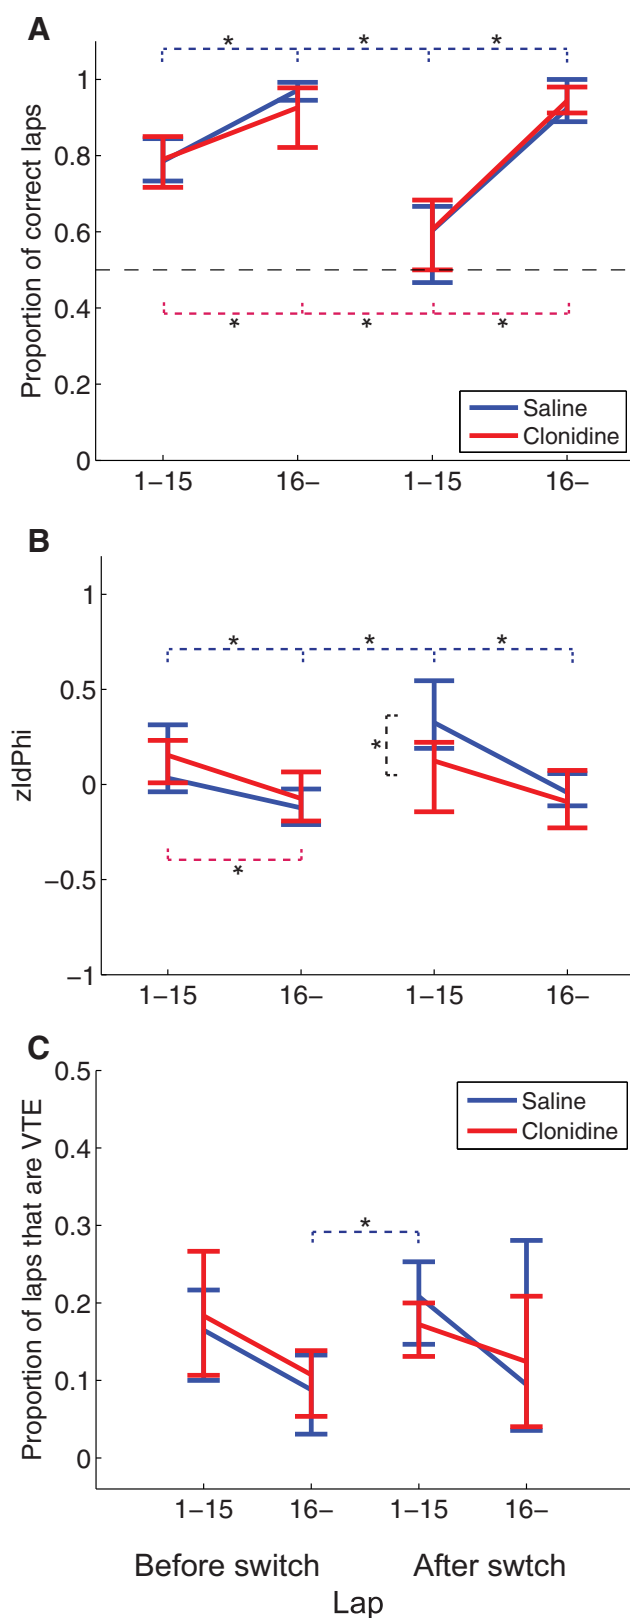 A
Proportion of correct laps
1
0.8
0.6
0.4
0.2
0
* * *
* * *
Saline
Clonidine
1–15 16– 1–15 16–
B
zIdPhi
1
0.5
0
−0.5
−1
* * *
*
*
1–15 16– 1–15 16–
C
Proportion of laps that are VTE
0.5
0.4
0.3
0.2
0.1
0
Saline
Clonidine
*
1–15 16– 1–15 16–
Before switch After swtch
Lap